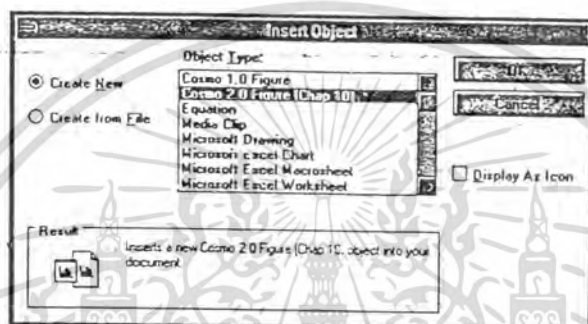 Insert Object
Object Type:
Create New
Create from File
Cosmo 1.0 Figure
Cosmo 2.0 Figure (Chap 10)
Equation
Media Clip
Microsoft Drawing
Microsoft Excel Chart
Microsoft Excel Macrosheet
Microsoft Excel Worksheet
OK
Cancel
Display As Icon
Result
Inserts a new Cosmo 2.0 Figure (Chap 10, object into your
document